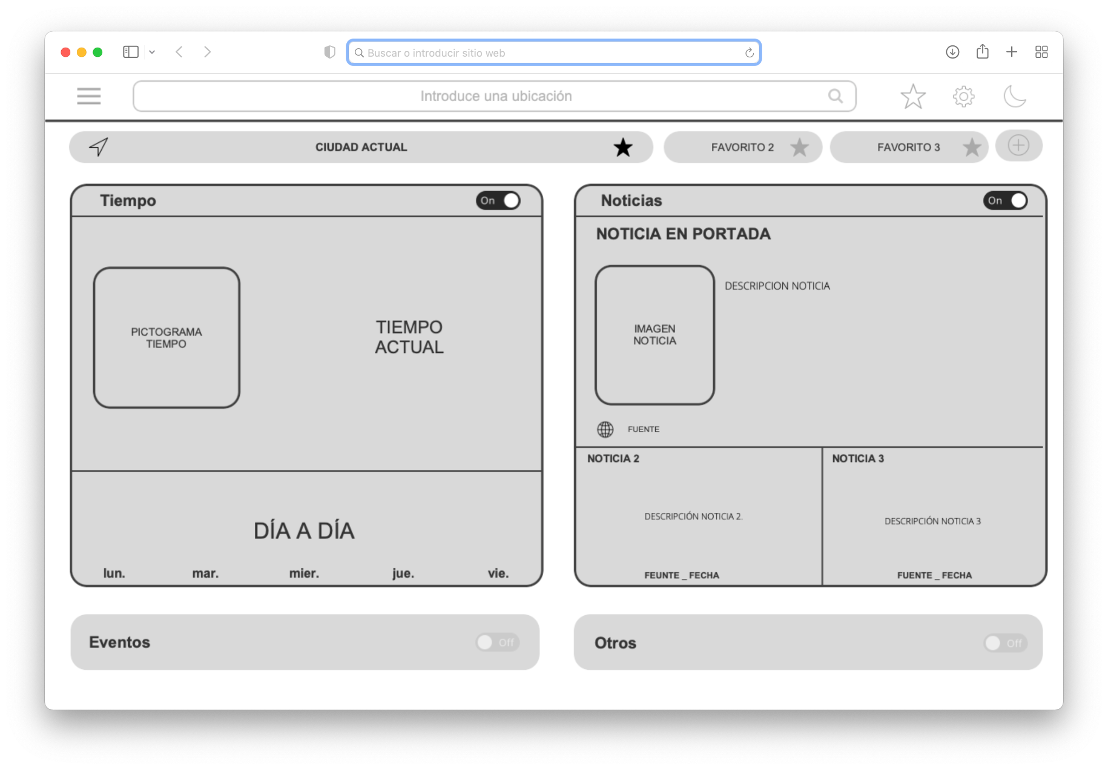 Buscar o introducir sitio web
Introduce una ubicación
CIUDAD ACTUAL
FAVORITO 2
FAVORITO 3
Tiempo
On
PICTOGRAMA
TIEMPO
TIEMPO
ACTUAL
DÍA A DÍA
lun.
mar.
mier.
jue.
vie.
Noticias
On
NOTICIA EN PORTADA
IMAGEN
NOTICIA
DESCRIPCION NOTICIA
FUENTE
NOTICIA 2
DESCRIPCIÓN NOTICIA 2.
FEUNTE _ FECHA
NOTICIA 3
DESCRIPCIÓN NOTICIA 3
FUENTE _ FECHA
Eventos
Off
Otros
Off